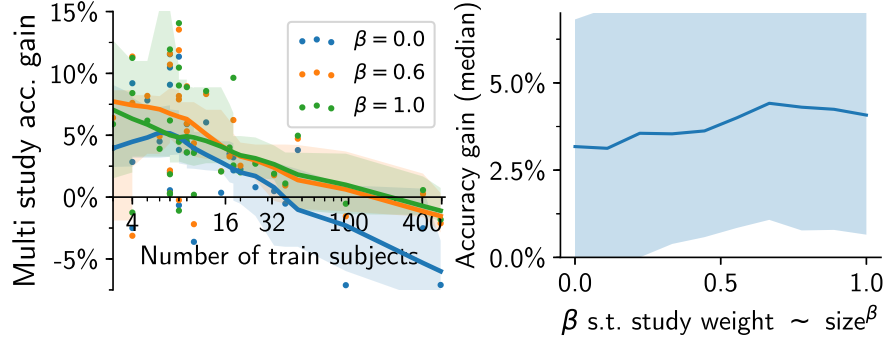 15%
10%
5%
0%
-5%
Multi study acc. gain
β = 0.0
β = 0.6
β = 1.0
4 16 32 100 400
Number of train subjects
5.0%
2.5%
0.0%
Accuracy gain (median)
0.0 0.5 1.0
β s.t. study weight ∼ size^β